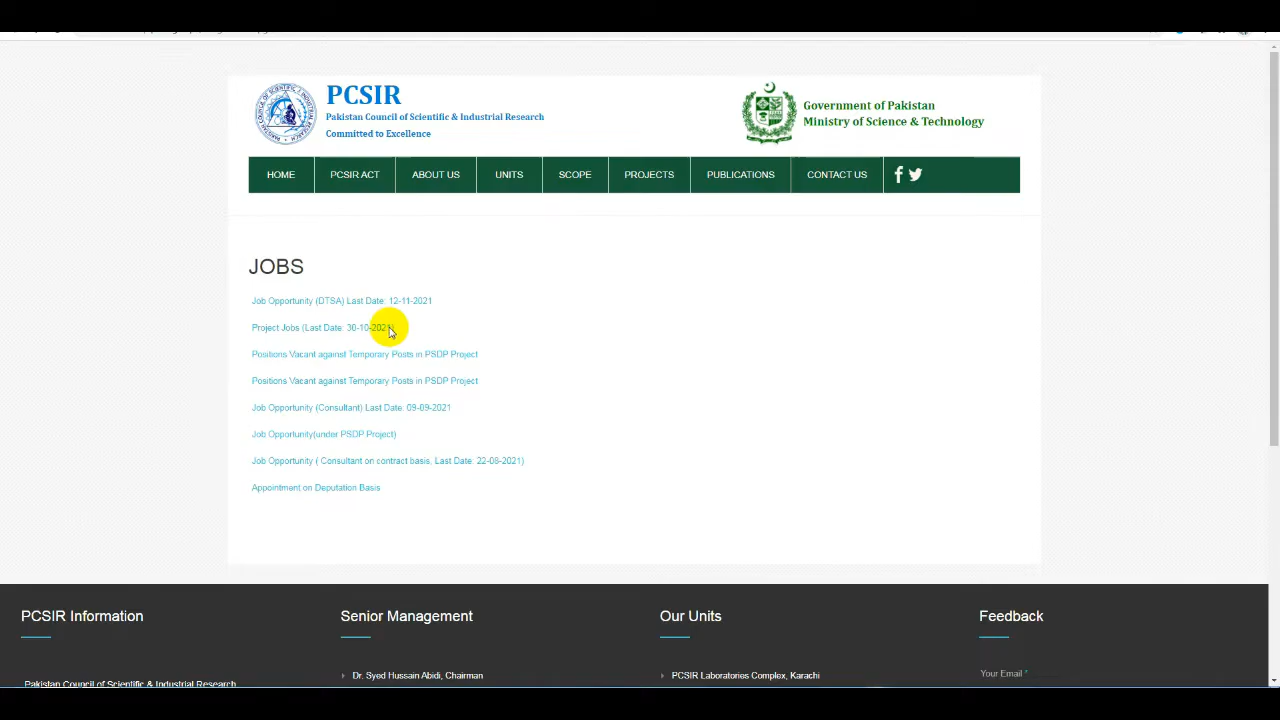 PCSIR
Pakistan Council of Scientific & Industrial Research
Committed to Excellence
Government of Pakistan
Ministry of Science & Technology
HOME
PCSIR ACT
ABOUT US
UNITS
SCOPE
PROJECTS
PUBLICATIONS
CONTACT US
JOBS
Job Opportunity (DTSA) Last Date: 12-11-2021
Project Jobs (Last Date: 30-10-2021)
Positions Vacant against Temporary Posts in PSDP Project
Positions Vacant against Temporary Posts in PSDP Project
Job Opportunity (Consultant) Last Date: 09-09-2021
Job Opportunity(under PSDP Project)
Job Opportunity ( Consultant on contract basis, Last Date: 22-08-2021)
Appointment on Deputation Basis
PCSIR Information
Senior Management
Our Units
Feedback
Pakistan Council of Scientific & Industrial Research
Dr. Syed Hussain Abidi, Chairman
PCSIR Laboratories Complex, Karachi
Your Email *